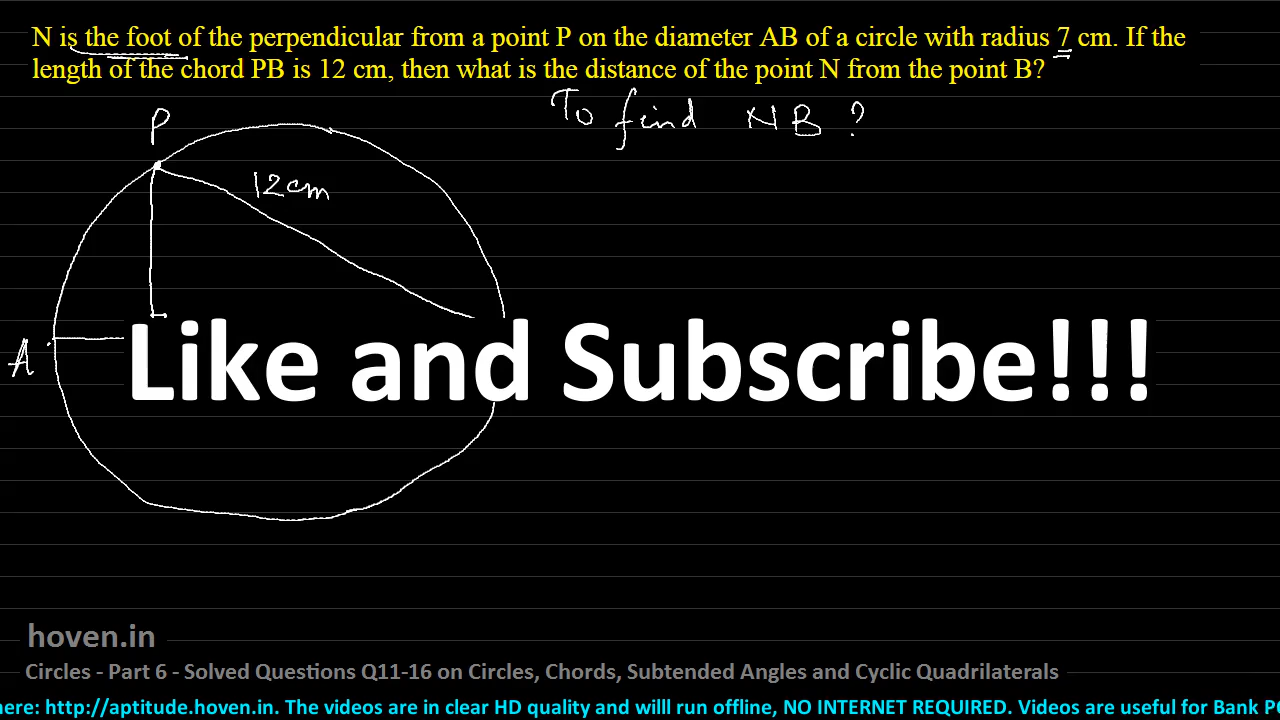 N is the foot of the perpendicular from a point P on the diameter AB of a circle with radius 7 cm. If the
length of the chord PB is 12 cm, then what is the distance of the point N from the point B?
To find NB ?
P
12cm
A
Like and Subscribe!!!
hoven.in
Circles - Part 6 - Solved Questions Q11-16 on Circles, Chords, Subtended Angles and Cyclic Quadrilaterals
here: http://aptitude.hoven.in. The videos are in clear HD quality and willl run offline, NO INTERNET REQUIRED. Videos are useful for Bank